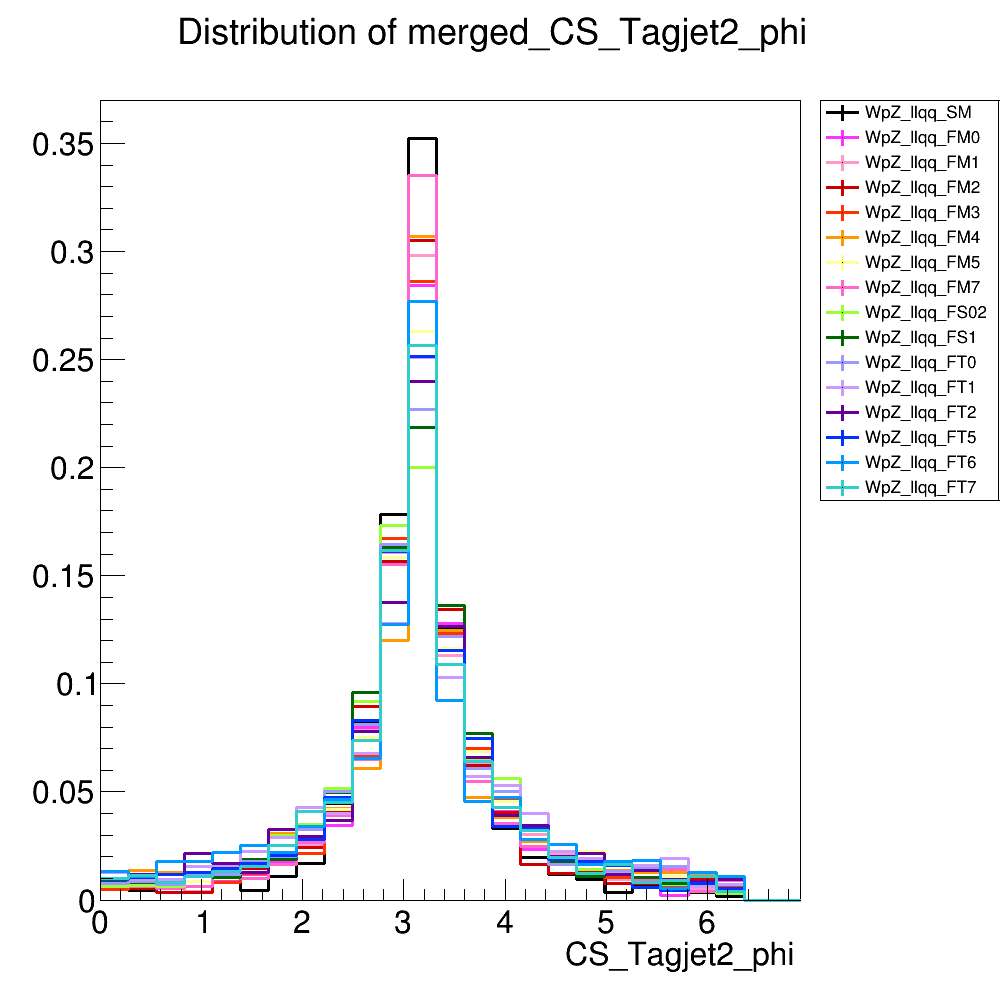 Distribution of merged_CS_Tagjet2_phi
WpZ_llqq_SM
WpZ_llqq_FM0
WpZ_llqq_FM1
WpZ_llqq_FM2
WpZ_llqq_FM3
WpZ_llqq_FM4
WpZ_llqq_FM5
WpZ_llqq_FM7
WpZ_llqq_FS02
WpZ_llqq_FS1
WpZ_llqq_FT0
WpZ_llqq_FT1
WpZ_llqq_FT2
WpZ_llqq_FT5
WpZ_llqq_FT6
WpZ_llqq_FT7
0.35
0.3
0.25
0.2
0.15
0.1
0.05
0
0 1 2 3 4 5 6
CS_Tagjet2_phi